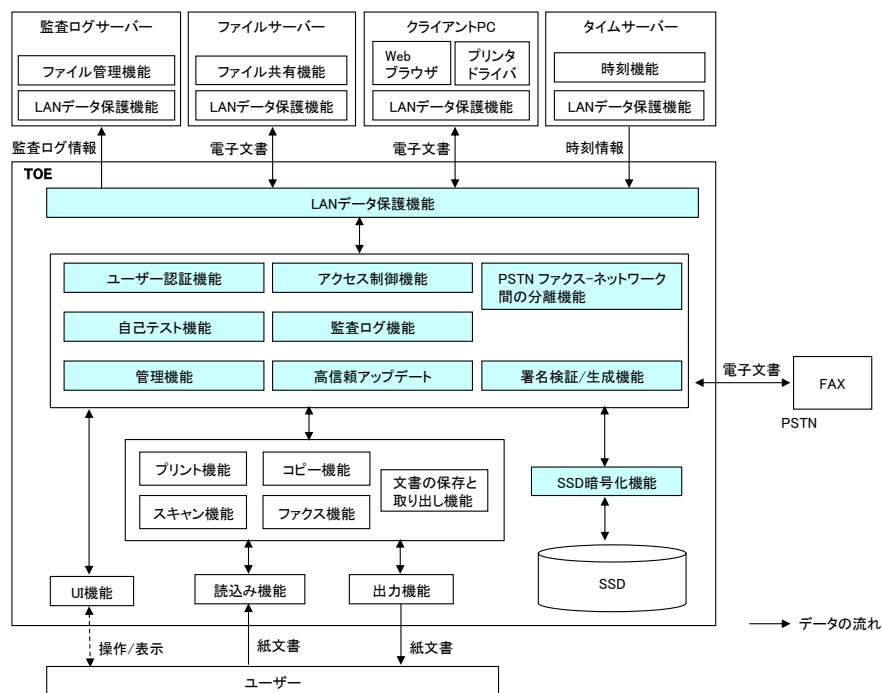 監査ログサーバー
ファイル管理機能
LANデータ保護機能
ファイルサーバー
ファイル共有機能
LANデータ保護機能
クライアントPC
Web
ブラウザ
プリンタ
ドライバ
LANデータ保護機能
タイムサーバー
時刻機能
LANデータ保護機能
監査ログ情報
電子文書
電子文書
時刻情報
TOE
LANデータ保護機能
ユーザー認証機能
アクセス制御機能
PSTN ファクス-ネットワーク
間の分離機能
自己テスト機能
監査ログ機能
管理機能
高信頼アップデート
署名検証/生成機能
電子文書
FAX
PSTN
プリント機能
コピー機能
文書の保存と
取り出し機能
スキャン機能
ファクス機能
SSD暗号化機能
SSD
UI機能
読込み機能
出力機能
データの流れ
操作/表示
紙文書
紙文書
ユーザー